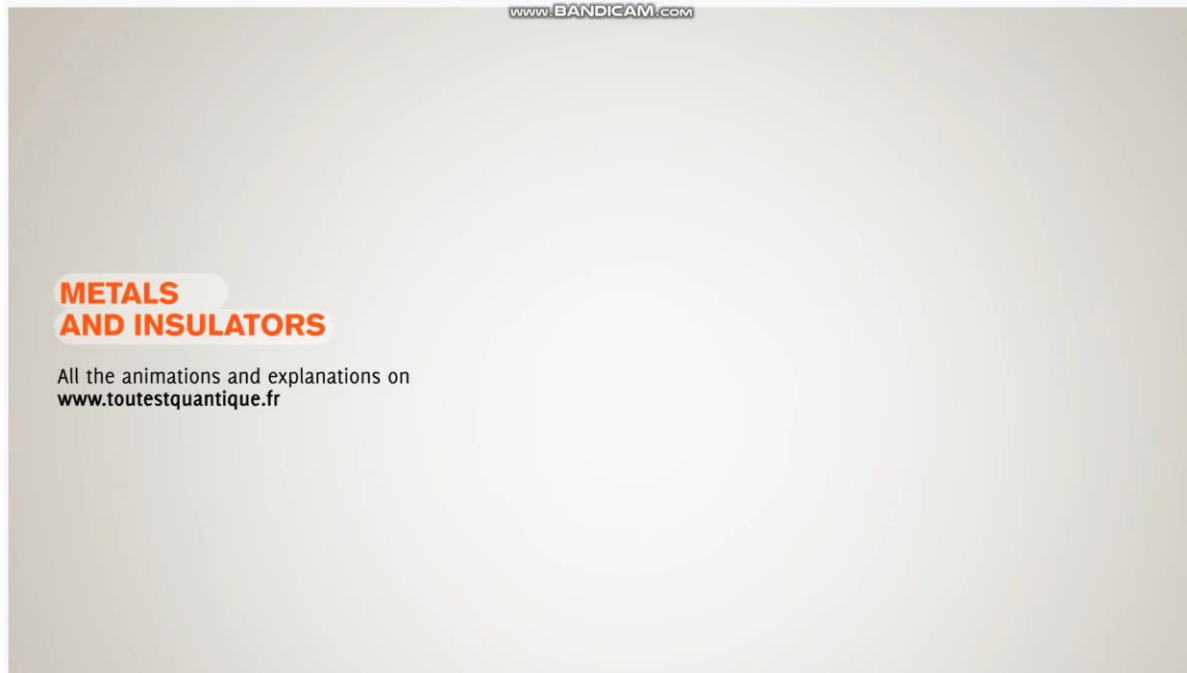 www.BANDICAM.com
METALS
AND INSULATORS
All the animations and explanations on
www.toutestquantique.fr